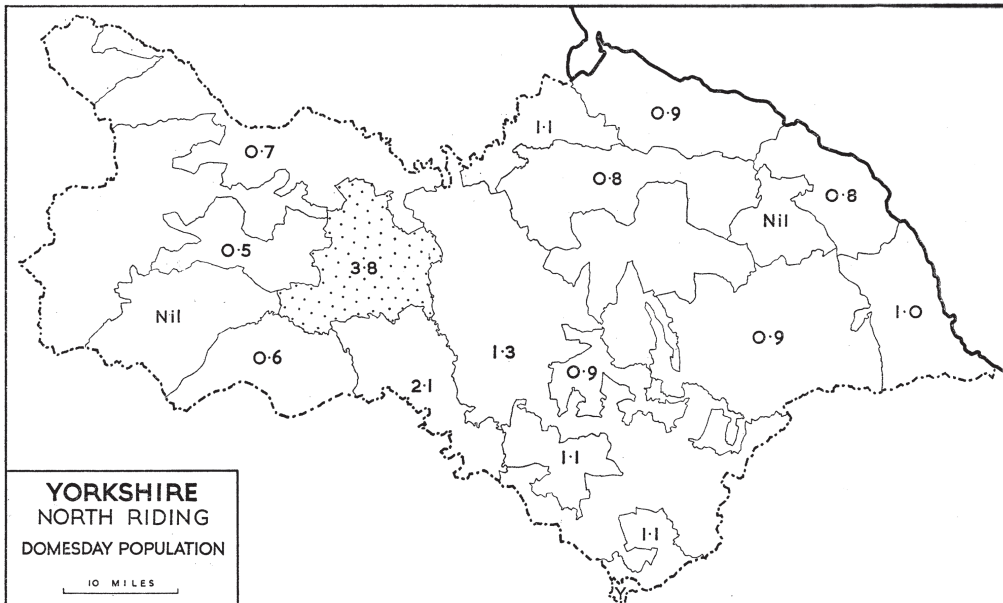 0·9
1·1
0·7
0·8
0·8
Nil
0·5
3·8
Nil
1·0
1·3
0·9
0·6
0·9
2·1
1·1
1·1
Y
YORKSHIRE
NORTH RIDING
DOMESDAY POPULATION
10 MILES